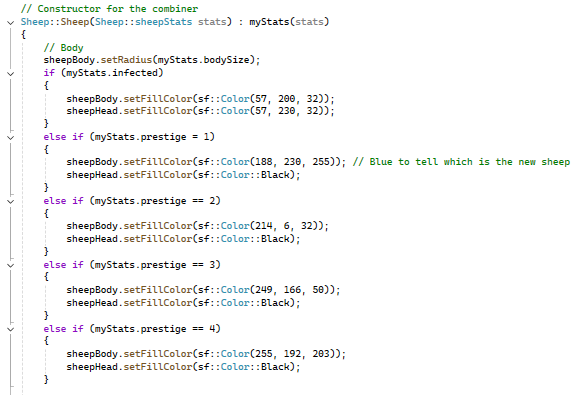 // Constructor for the combiner
Sheep::Sheep(Sheep::sheepStats stats) : myStats(stats)
{
    // Body
    sheepBody.setRadius(myStats.bodySize);
    if (myStats.infected)
    {
        sheepBody.setFillColor(sf::Color(57, 200, 32));
        sheepHead.setFillColor(sf::Color(57, 230, 32));
    }
    else if (myStats.prestige = 1)
    {
        sheepBody.setFillColor(sf::Color(188, 230, 255)); // Blue to tell which is the new sheep
        sheepHead.setFillColor(sf::Color::Black);
    }
    else if (myStats.prestige == 2)
    {
        sheepBody.setFillColor(sf::Color(214, 6, 32));
        sheepHead.setFillColor(sf::Color::Black);
    }
    else if (myStats.prestige == 3)
    {
        sheepBody.setFillColor(sf::Color(249, 166, 50));
        sheepHead.setFillColor(sf::Color::Black);
    }
    else if (myStats.prestige == 4)
    {
        sheepBody.setFillColor(sf::Color(255, 192, 203));
        sheepHead.setFillColor(sf::Color::Black);
    }